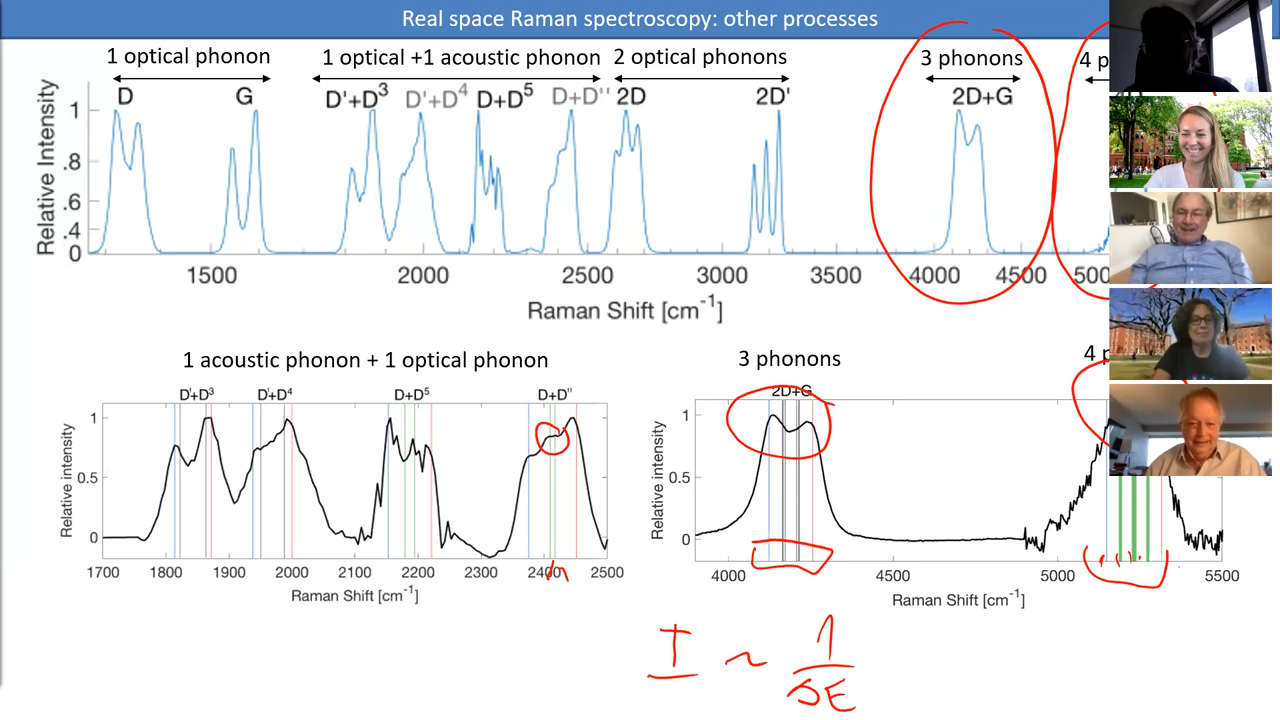 Real space Raman spectroscopy: other processes
1 optical phonon
1 optical +1 acoustic phonon
2 optical phonons
3 phonons
4 p
D
G
D'+D³
D'+D⁴
D+D⁵
D+D''
2D
2D'
2D+G
Relative Intensity
1
.8
.6
.4
0
1500
2000
2500
3000
3500
4000
4500
500
Raman Shift [cm⁻¹]
1 acoustic phonon + 1 optical phonon
D'+D³
D'+D⁴
D+D⁵
D+D''
Relative intensity
1
0.5
0
1700
1800
1900
2000
2100
2200
2300
2400
2500
Raman Shift [cm⁻¹]
3 phonons
4 p
2D+G
Relative intensity
1
0.5
0
4000
4500
5000
5500
Raman Shift [cm⁻¹]
I ~ 1
ΔE